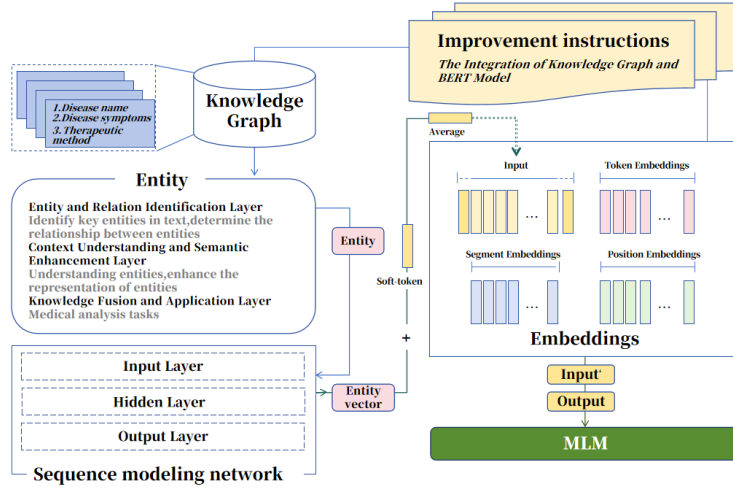 Improvement instructions
The Integration of Knowledge Graph and
BERT Model
Knowledge
Graph
1.Disease name
2.Disease symptoms
3. Therapeutic
method
Average
Entity
Entity and Relation Identification Layer
Identify key entities in text,determine the
relationship between entities
Context Understanding and Semantic
Enhancement Layer
Understanding entities,enhance the
representation of entities
Knowledge Fusion and Application Layer
Medical analysis tasks
Entity
Soft-token
+
Input
...
Token Embeddings
...
Segment Embeddings
...
Position Embeddings
...
Embeddings
Input'
Output
MLM
Input Layer
Hidden Layer
Output Layer
Entity
vector
Sequence modeling network